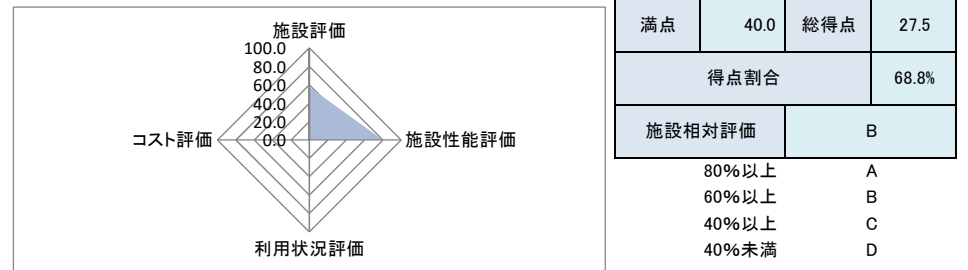 施設評価
100.0
80.0
60.0
40.0
20.0
0.0
コスト評価
施設性能評価
利用状況評価
満点 40.0 総得点 27.5
得点割合 68.8%
施設相対評価 B
80%以上 A
60%以上 B
40%以上 C
40%未満 D